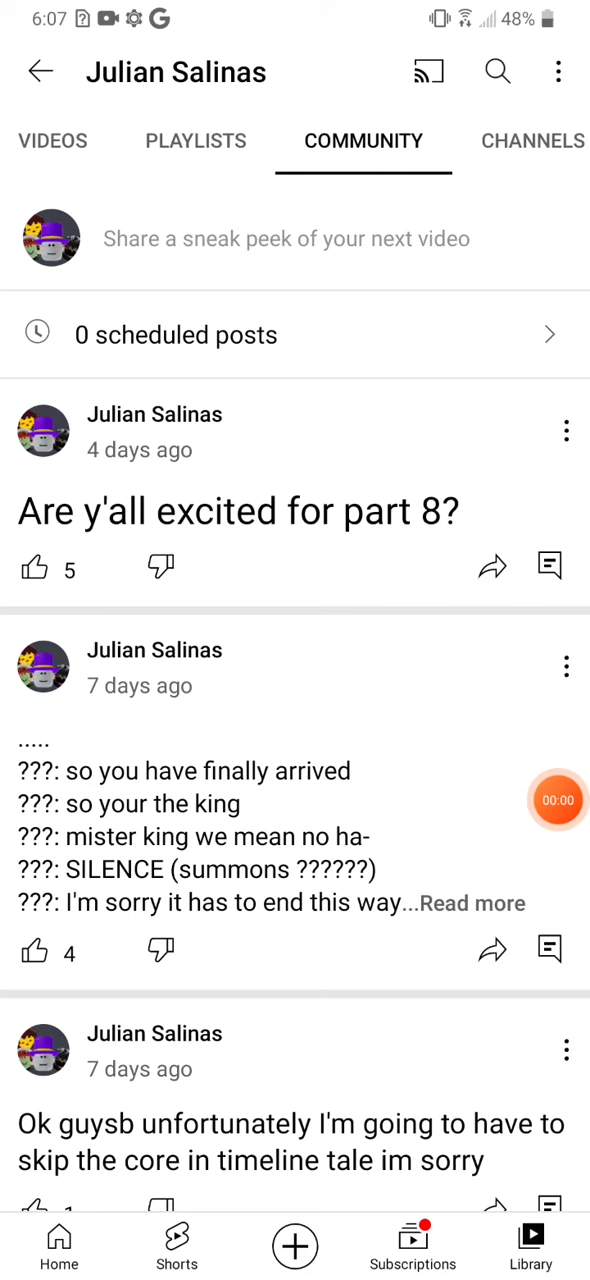 6:07 48%
Julian Salinas
VIDEOS PLAYLISTS COMMUNITY CHANNELS
Share a sneak peek of your next video
0 scheduled posts
Julian Salinas
4 days ago
Are y'all excited for part 8?
5
Julian Salinas
7 days ago
.....
???: so you have finally arrived
???: so your the king
???: mister king we mean no ha-
???: SILENCE (summons ??????)
???: I'm sorry it has to end this way...Read more
00:00
4
Julian Salinas
7 days ago
Ok guysb unfortunately I'm going to have to
skip the core in timeline tale im sorry
1
Home Shorts Subscriptions Library